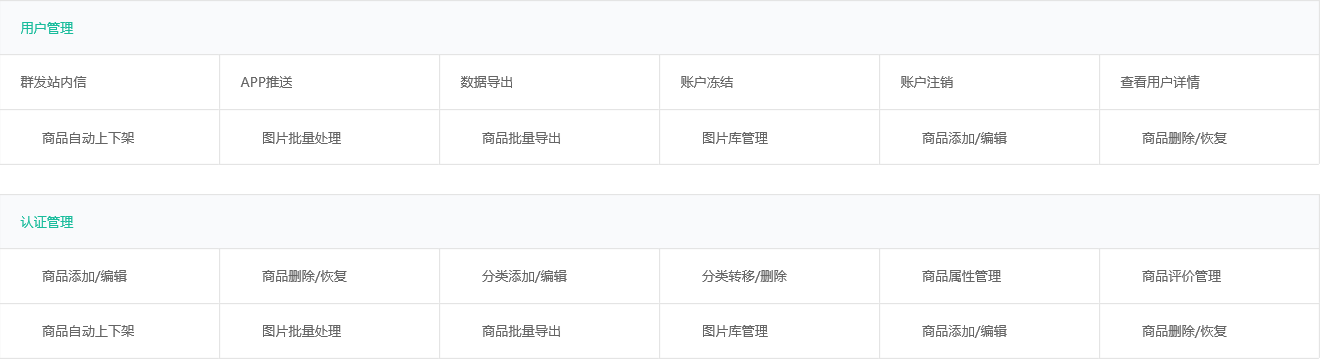 用户管理
群发站内信 APP推送 数据导出 账户冻结 账户注销 查看用户详情
商品自动上下架 图片批量处理 商品批量导出 图片库管理 商品添加/编辑 商品删除/恢复
认证管理
商品添加/编辑 商品删除/恢复 分类添加/编辑 分类转移/删除 商品属性管理 商品评价管理
商品自动上下架 图片批量处理 商品批量导出 图片库管理 商品添加/编辑 商品删除/恢复